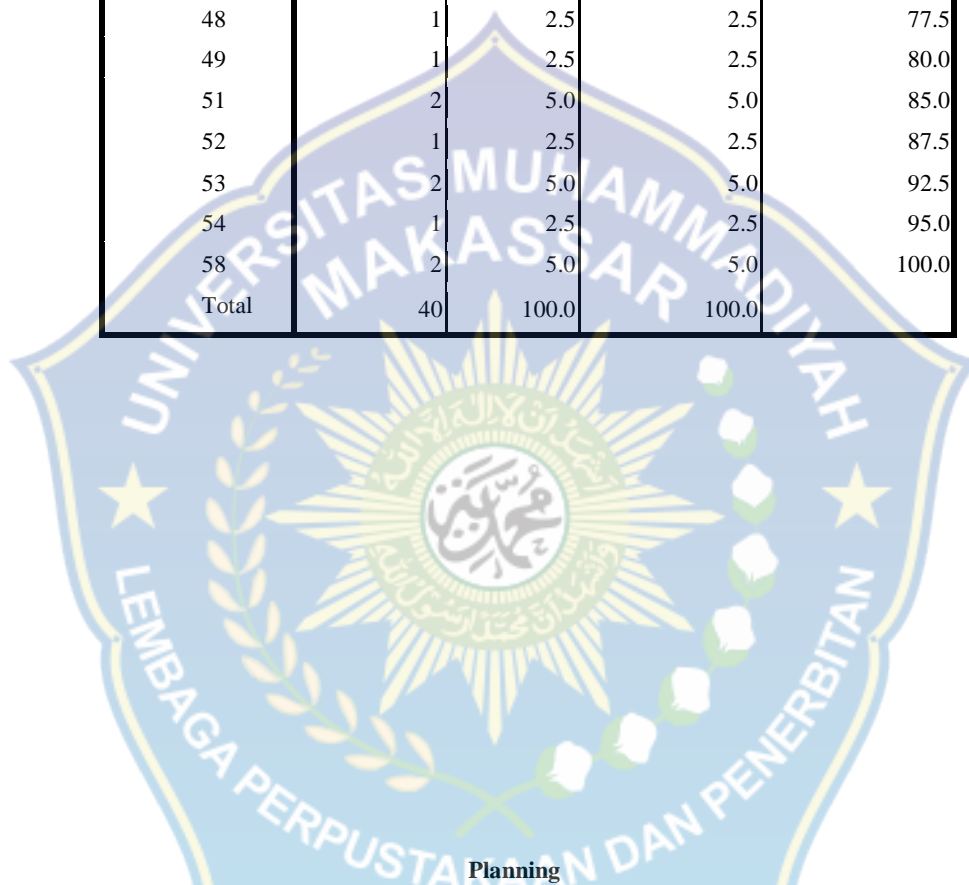 48 1 2.5 2.5 77.5
49 1 2.5 2.5 80.0
51 2 5.0 5.0 85.0
52 1 2.5 2.5 87.5
53 2 5.0 5.0 92.5
54 1 2.5 2.5 95.0
58 2 5.0 5.0 100.0
Total 40 100.0 100.0
UNIVERSITAS MUHAMMADIYAH
MAKASSAR
محمدية
LEMBAGA PERPUSTAKAAN DAN PENERBITAN
Planning